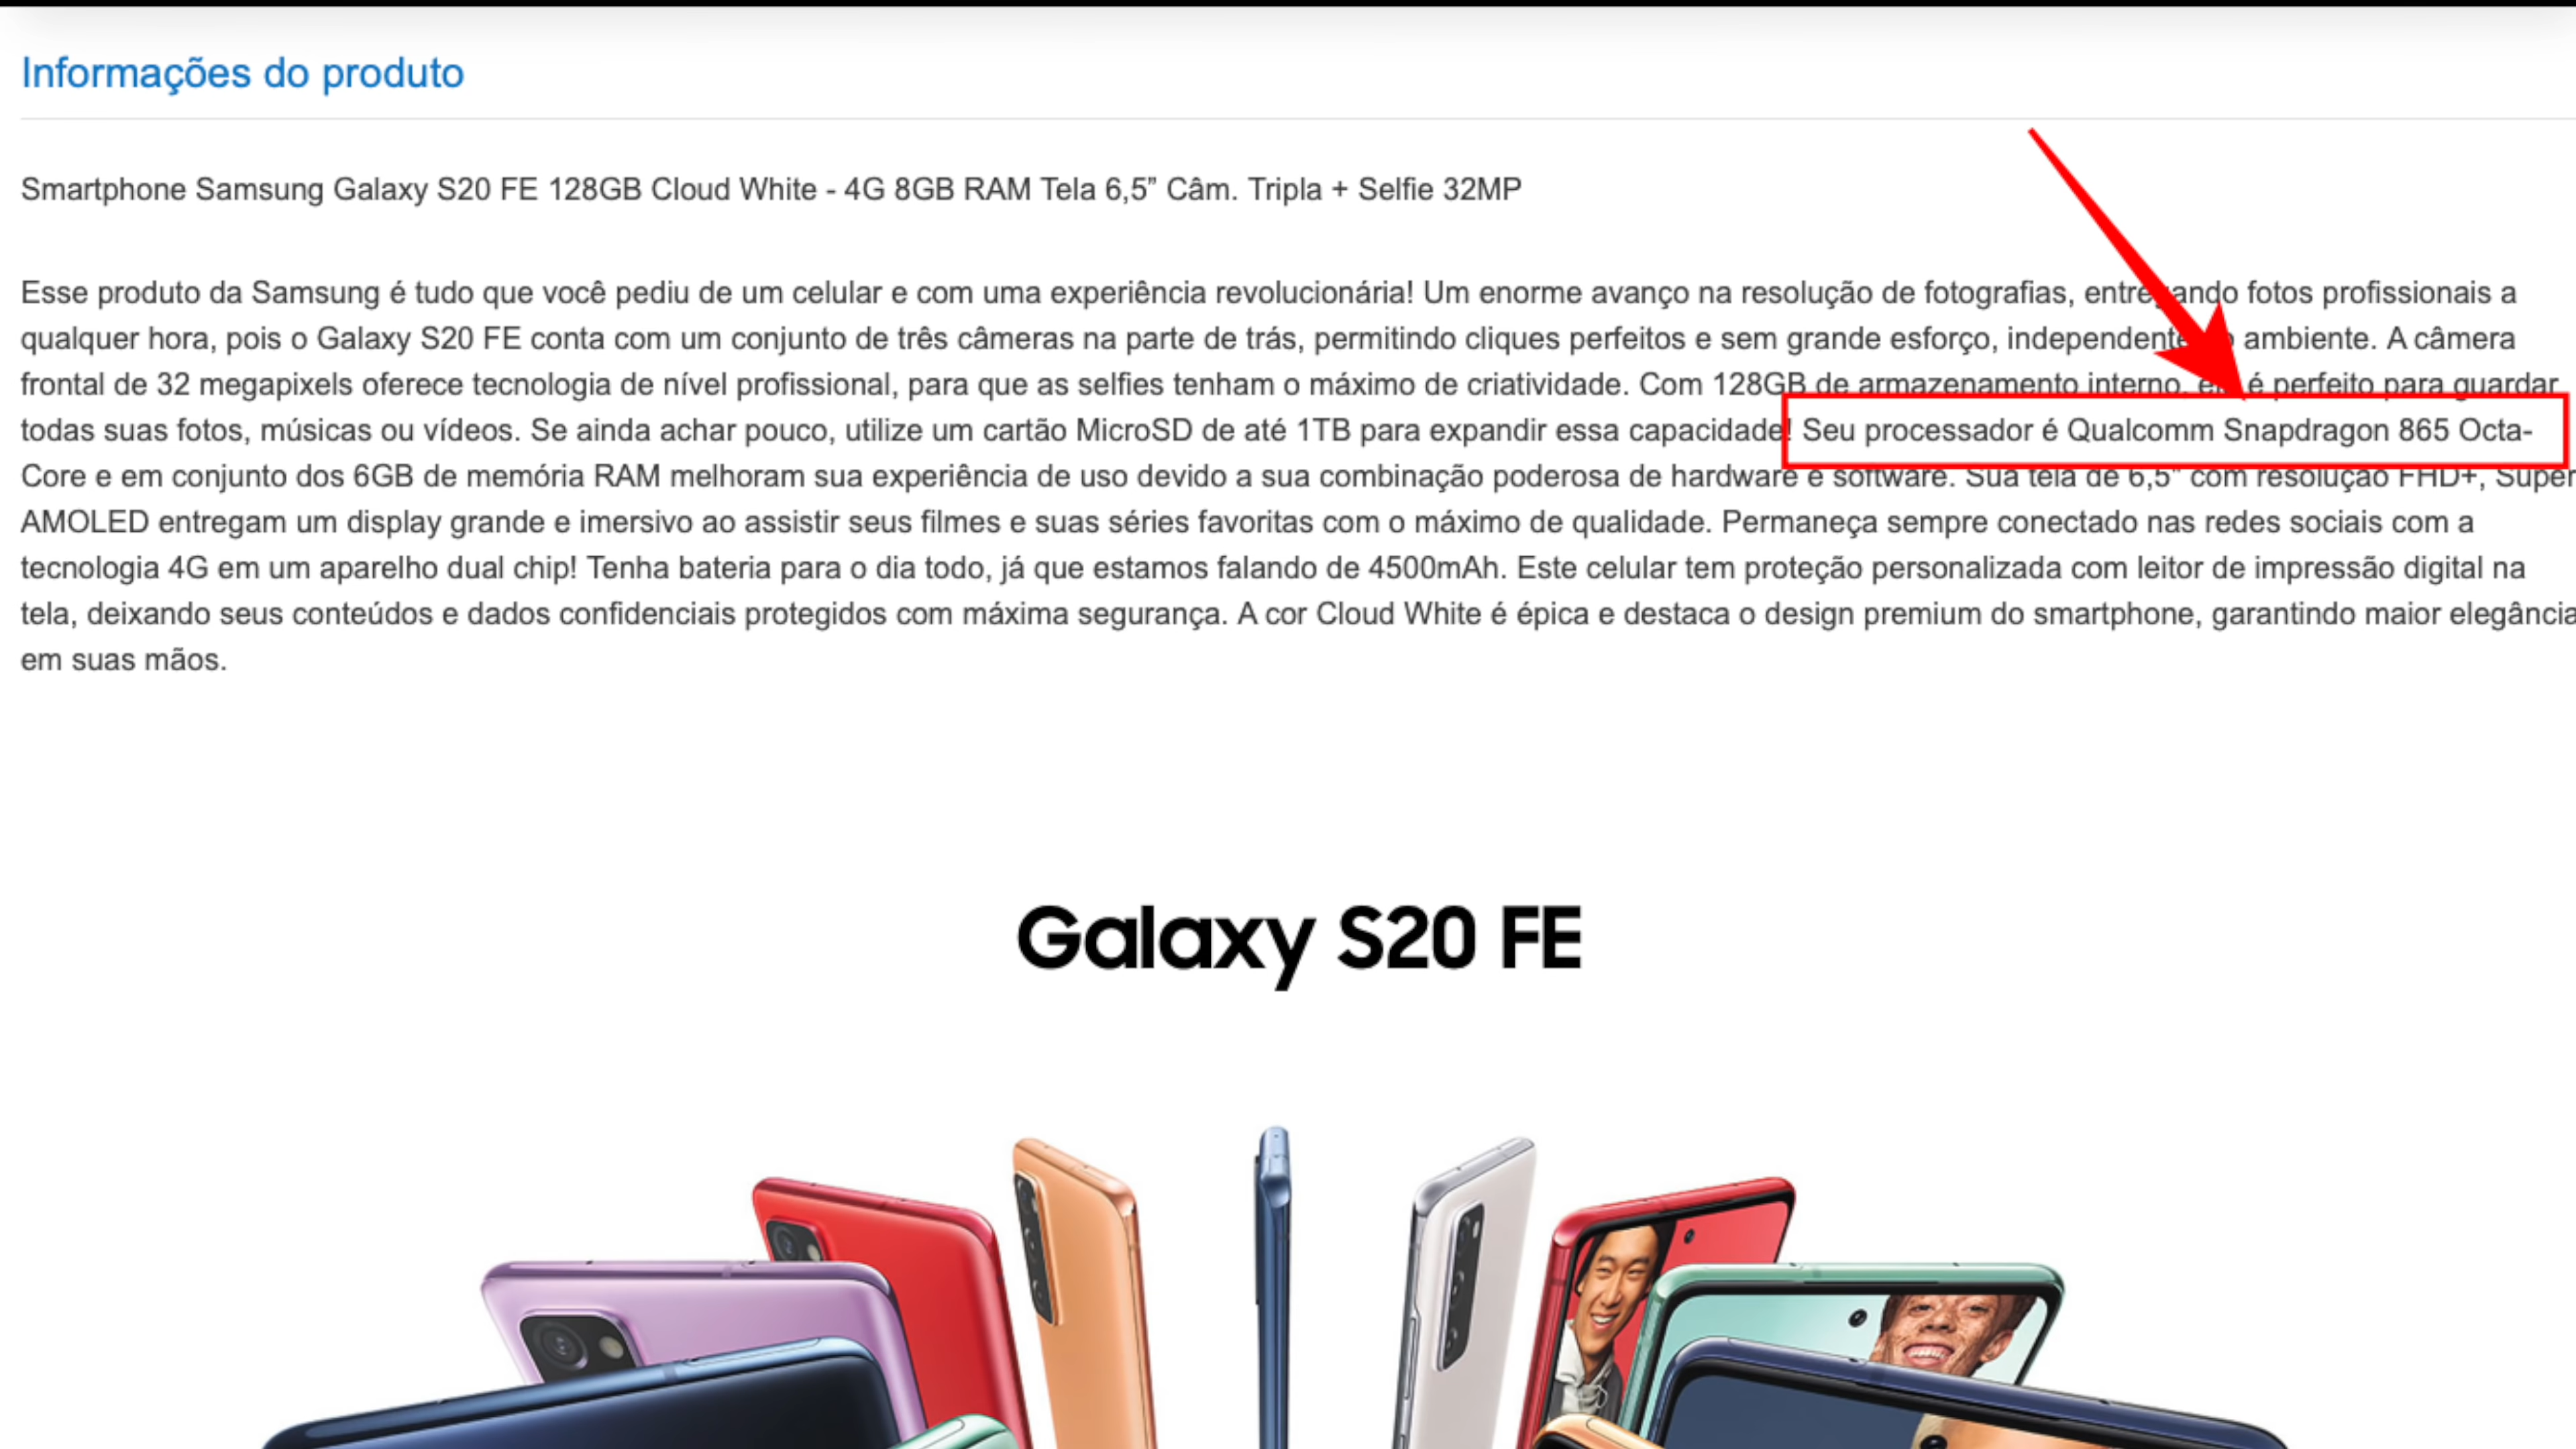 Informações do produto
Smartphone Samsung Galaxy S20 FE 128GB Cloud White - 4G 8GB RAM Tela 6,5” Câm. Tripla + Selfie 32MP
Esse produto da Samsung é tudo que você pediu de um celular e com uma experiência revolucionária! Um enorme avanço na resolução de fotografias, entregando fotos profissionais a
qualquer hora, pois o Galaxy S20 FE conta com um conjunto de três câmeras na parte de trás, permitindo cliques perfeitos e sem grande esforço, independente ambiente. A câmera
frontal de 32 megapixels oferece tecnologia de nível profissional, para que as selfies tenham o máximo de criatividade. Com 128GB de armazenamento interno, é perfeito para guardar
todas suas fotos, músicas ou vídeos. Se ainda achar pouco, utilize um cartão MicroSD de até 1TB para expandir essa capacidade! Seu processador é Qualcomm Snapdragon 865 Octa-
Core e em conjunto dos 6GB de memória RAM melhoram sua experiência de uso devido a sua combinação poderosa de hardware e software. Sua tela de 6,5" com resolução FHD+, Super
AMOLED entregam um display grande e imersivo ao assistir seus filmes e suas séries favoritas com o máximo de qualidade. Permaneça sempre conectado nas redes sociais com a
tecnologia 4G em um aparelho dual chip! Tenha bateria para o dia todo, já que estamos falando de 4500mAh. Este celular tem proteção personalizada com leitor de impressão digital na
tela, deixando seus conteúdos e dados confidenciais protegidos com máxima segurança. A cor Cloud White é épica e destaca o design premium do smartphone, garantindo maior elegância
em suas mãos.
Galaxy S20 FE